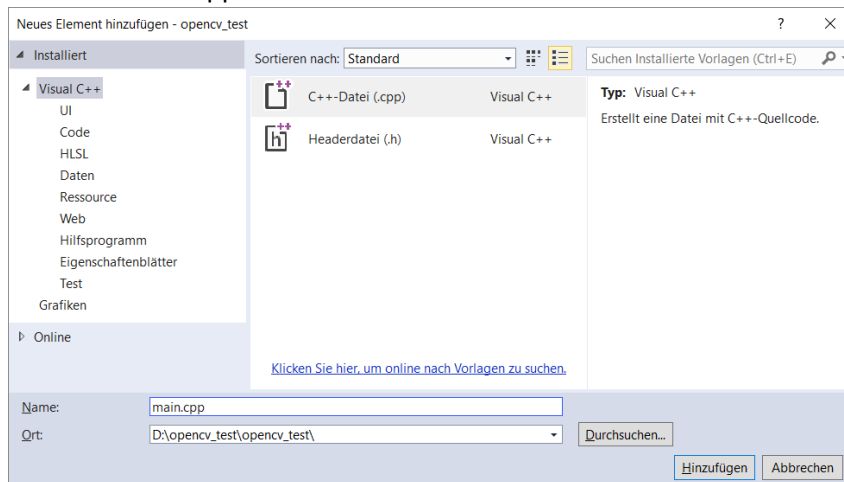 Neues Element hinzufügen - opencv_test ?
Installiert
Sortieren nach: Standard
Suchen Installierte Vorlagen (Ctrl+E)
Visual C++
UI
Code
HLSL
Daten
Ressource
Web
Hilfsprogramm
Eigenschaftenblätter
Test
Grafiken
Online
C++-Datei (.cpp) Visual C++
Headerdatei (.h) Visual C++
Typ: Visual C++
Erstellt eine Datei mit C++-Quellcode.
Klicken Sie hier, um online nach Vorlagen zu suchen.
Name: main.cpp
Ort: D:\opencv_test\opencv_test\
Durchsuchen...
Hinzufügen Abbrechen